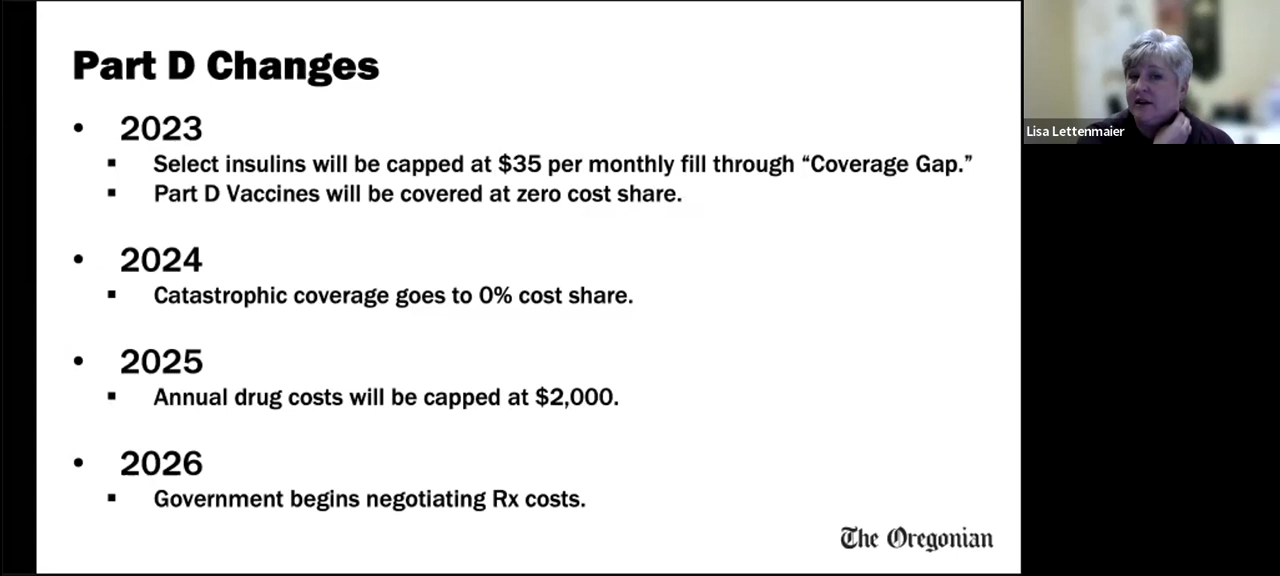 Part D Changes
• 2023
▪ Select insulins will be capped at $35 per monthly fill through “Coverage Gap.”
▪ Part D Vaccines will be covered at zero cost share.
• 2024
▪ Catastrophic coverage goes to 0% cost share.
• 2025
▪ Annual drug costs will be capped at $2,000.
• 2026
▪ Government begins negotiating Rx costs.
The Oregonian
Lisa Lettenmaier